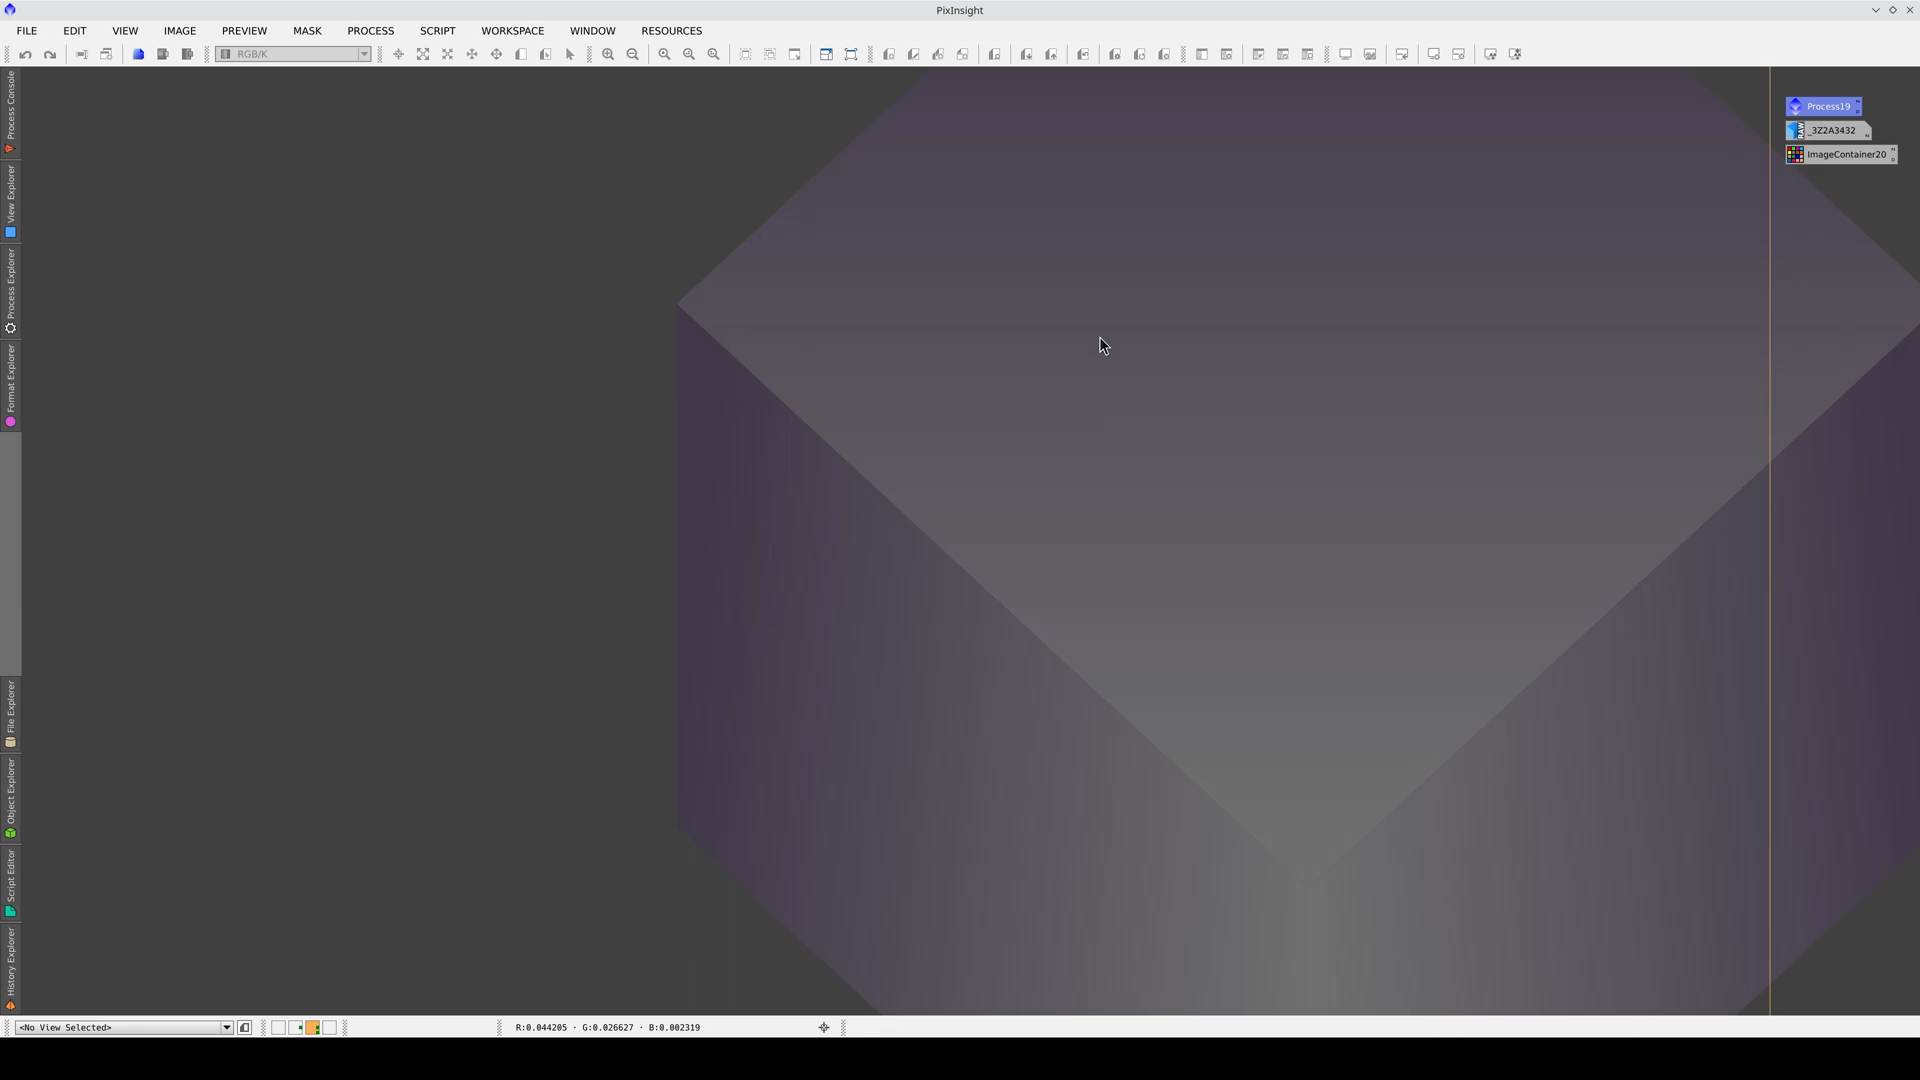 PixInsight
FILE EDIT VIEW IMAGE PREVIEW MASK PROCESS SCRIPT WORKSPACE WINDOW RESOURCES
RGB/K
Process Console
View Explorer
Process Explorer
Format Explorer
File Explorer
Object Explorer
Script Editor
History Explorer
Process19
RAW _3Z2A3432
ImageContainer20
<No View Selected>
R:0.044205 · G:0.026627 · B:0.002319